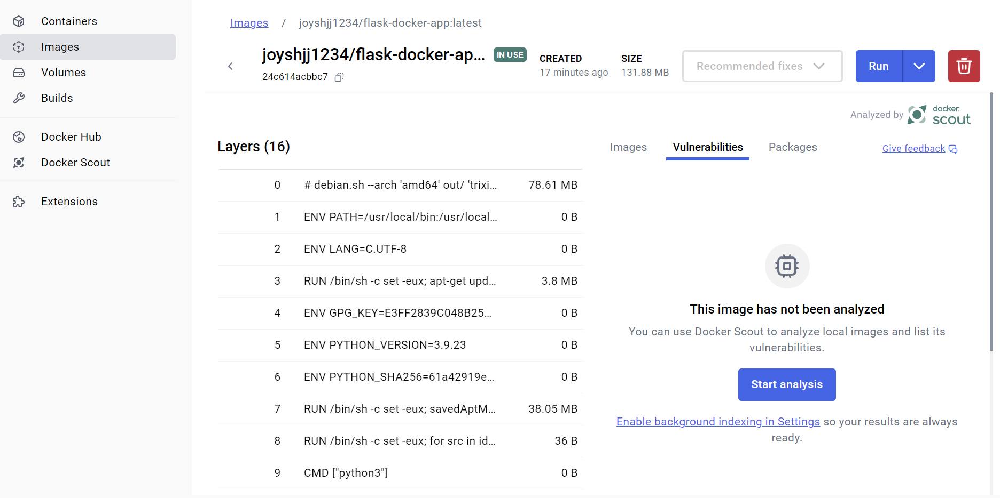 Containers
Images
Volumes
Builds
Docker Hub
Docker Scout
Extensions
Images / joyshjj1234/flask-docker-app:latest
joyshjj1234/flask-docker-ap... IN USE
24c614acbbc7
CREATED
17 minutes ago
SIZE
131.88 MB
Recommended fixes
Run
Analyzed by docker scout
Layers (16)
0 # debian.sh --arch 'amd64' out/ 'trixi... 78.61 MB
1 ENV PATH=/usr/local/bin:/usr/local... 0 B
2 ENV LANG=C.UTF-8 0 B
3 RUN /bin/sh -c set -eux; apt-get upd... 3.8 MB
4 ENV GPG_KEY=E3FF2839C048B25... 0 B
5 ENV PYTHON_VERSION=3.9.23 0 B
6 ENV PYTHON_SHA256=61a42919e... 0 B
7 RUN /bin/sh -c set -eux; savedAptM... 38.05 MB
8 RUN /bin/sh -c set -eux; for src in id... 36 B
9 CMD ["python3"] 0 B
Images Vulnerabilities Packages
Give feedback
This image has not been analyzed
You can use Docker Scout to analyze local images and list its
vulnerabilities.
Start analysis
Enable background indexing in Settings so your results are always
ready.